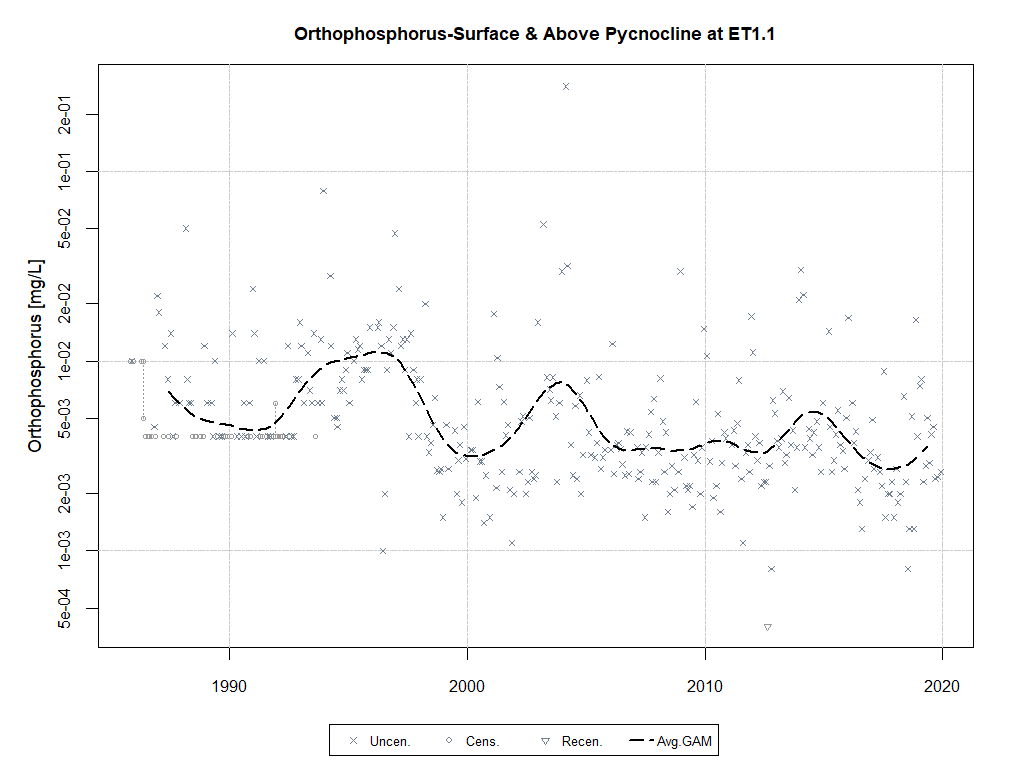 Orthophosphorus-Surface & Above Pycnocline at ET1.1
Orthophosphorus [mg/L]
2e-01
1e-01
5e-02
2e-02
1e-02
5e-03
2e-03
1e-03
5e-04
1990 2000 2010 2020
Uncen. Cens. Recen. Avg.GAM